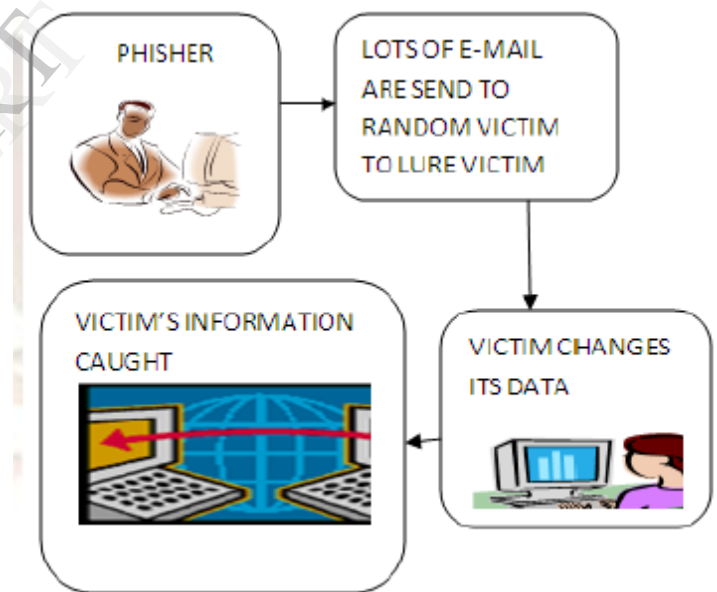 PHISHER
LOTS OF E-MAIL
ARE SEND TO
RANDOM VICTIM
TO LURE VICTIM
VICTIM CHANGES
ITS DATA
VICTIM'S INFORMATION
CAUGHT